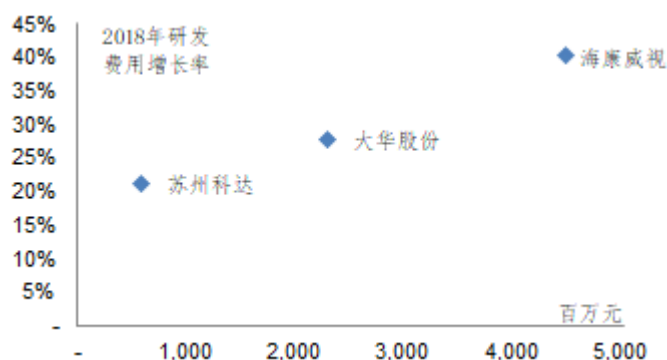 45%
2018年研发
费用增长率
40%
海康威视
35%
30%
大华股份
25%
苏州科达
20%
15%
10%
5%
百万元
-
- 1,000 2,000 3,000 4,000 5,000